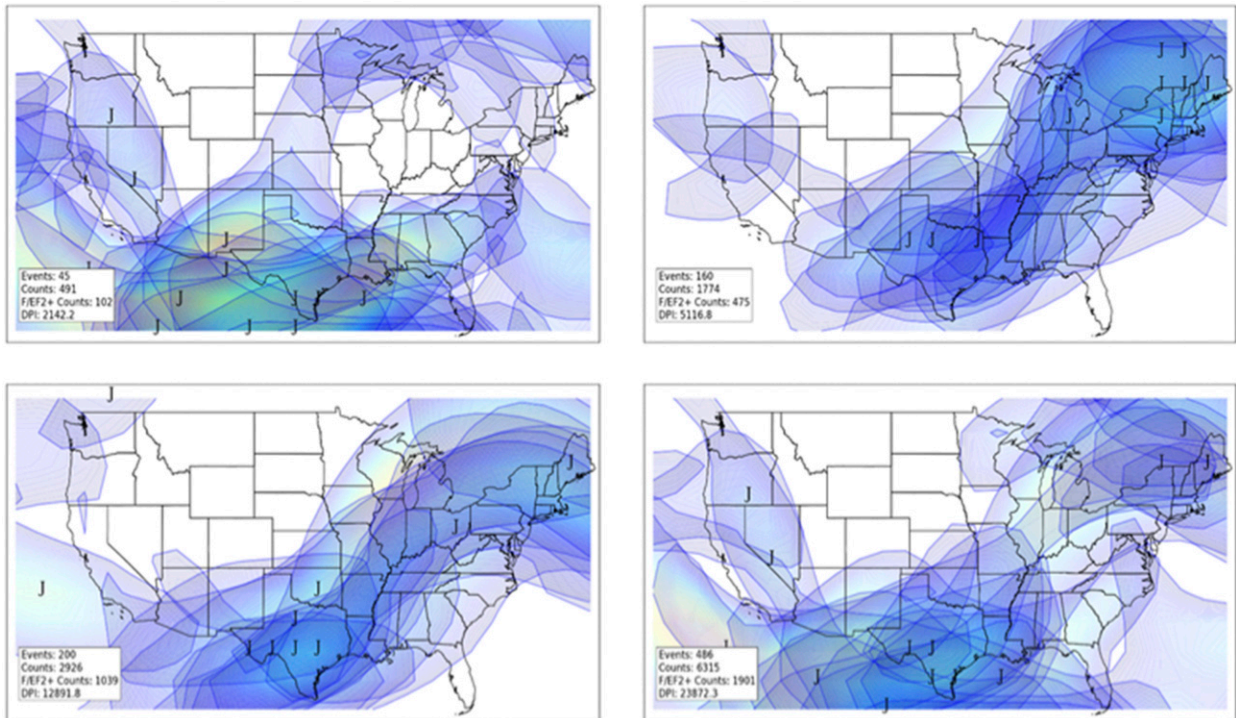 J
J
J
J
J
J
J
J
J
J
J
Events: 45
Counts: 491
F/EF2+ Counts: 102
DPI: 2142.2
J J
J J J
J J
J J J
Events: 160
Counts: 1774
F/EF2+ Counts: 475
DPI: 5116.8
J
J
J
J
J
J
J J J J
Events: 200
Counts: 2926
F/EF2+ Counts: 1039
DPI: 12891.8
J
J J
J
J
J J J
J J J
J
Events: 486
Counts: 6315
F/EF2+ Counts: 1901
DPI: 23872.3